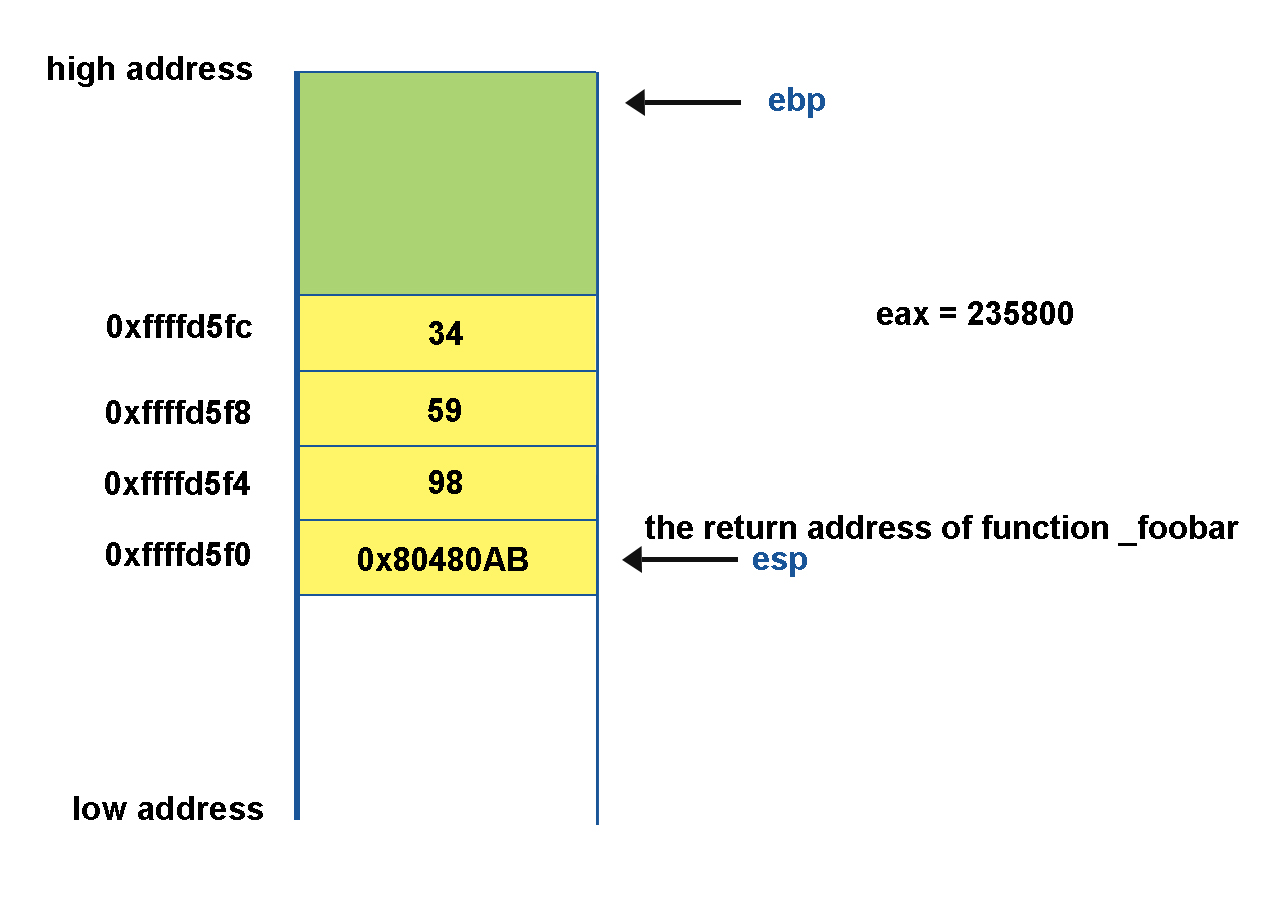 high address
ebp
0xffffd5fc
34
eax = 235800
0xffffd5f8
59
0xffffd5f4
98
the return address of function _foobar
0xffffd5f0
0x80480AB
esp
low address